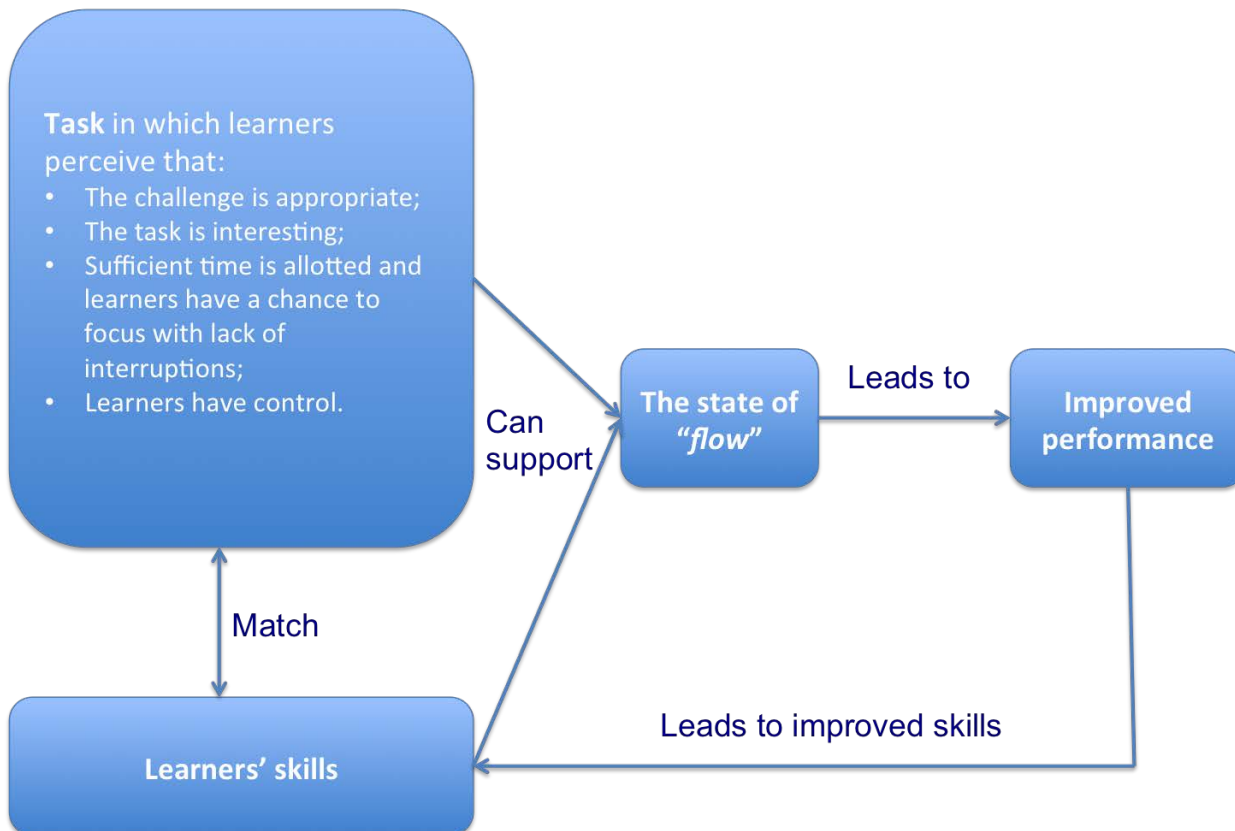 Task in which learners
perceive that:
• The challenge is appropriate;
• The task is interesting;
• Sufficient time is allotted and
learners have a chance to
focus with lack of
interruptions;
• Learners have control.
Can
support
The state of
“flow”
Leads to
Improved
performance
Match
Learners’ skills
Leads to improved skills